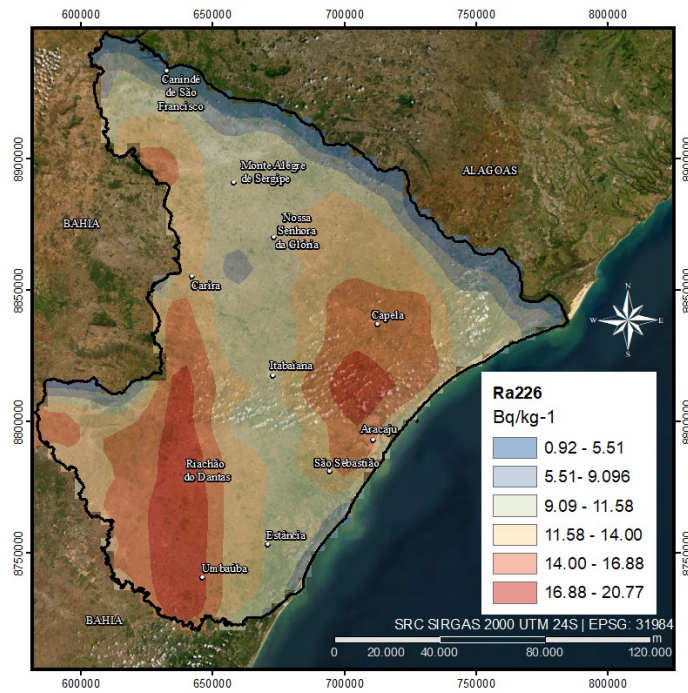 600000 650000 700000 750000 800000
Canindé
de São
Francisco
8900000
8900000
Monte Alegre
de Sergipe
ALAGOAS
BAHIA
Nossa
Senhora
da Glória
8850000
8850000
Carira
Capela
N
W E
S
Itabaiana
Ra226
Bq/kg-1
0.92 - 5.51
5.51- 9.096
9.09 - 11.58
11.58 - 14.00
14.00 - 16.88
16.88 - 20.77
8800000
8800000
Aracaju
Riachão
do Dantas
São Sebastião
8750000
8750000
Estância
Umbaúba
BAHIA
SRC SIRGAS 2000 UTM 24S | EPSG: 31984
m
0 20.000 40.000 80.000 120.000
600000 650000 700000 750000 800000